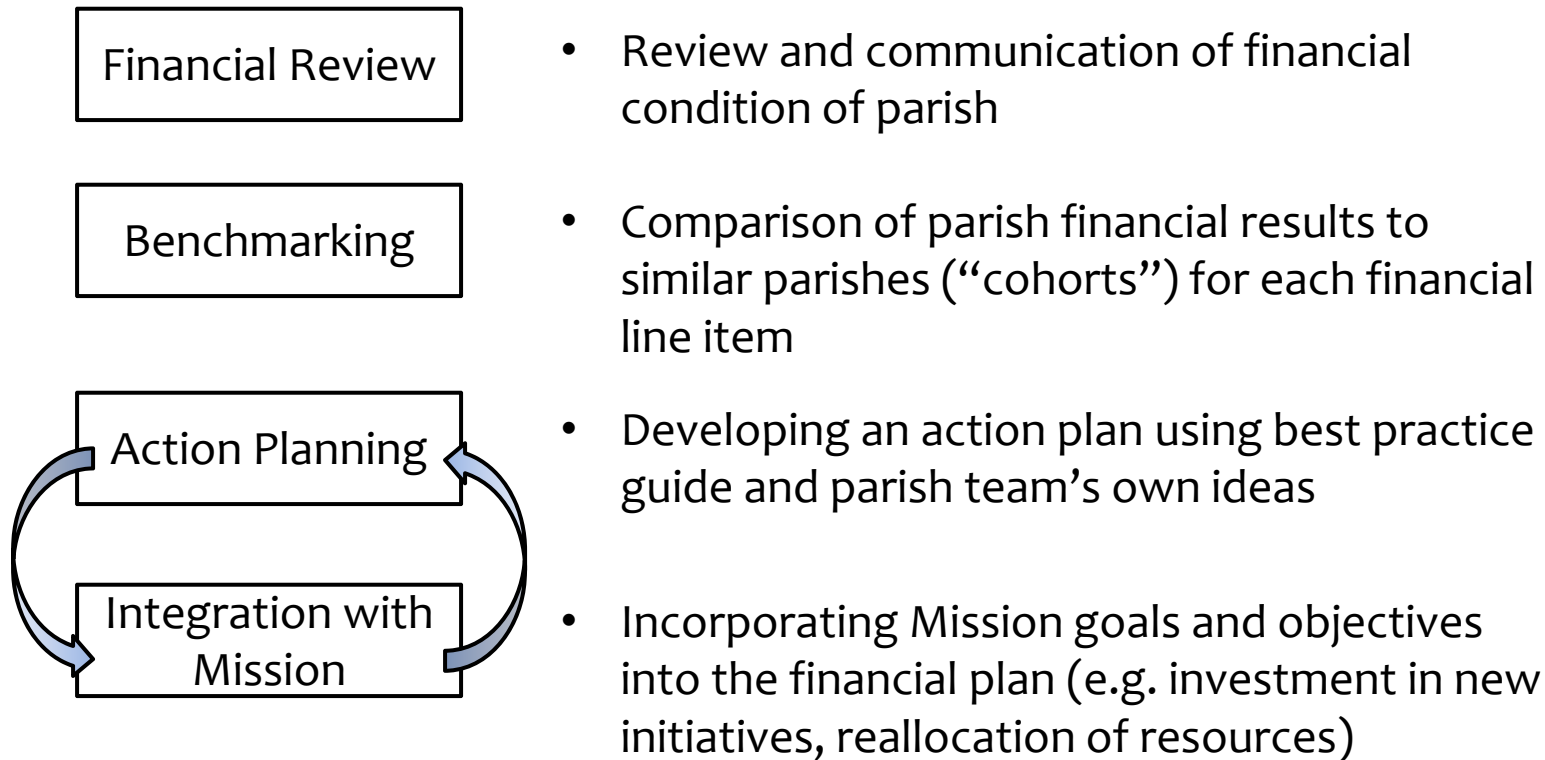 Financial Review
• Review and communication of financial
condition of parish
Benchmarking
• Comparison of parish financial results to
similar parishes (“cohorts”) for each financial
line item
Action Planning
• Developing an action plan using best practice
guide and parish team’s own ideas
Integration with
Mission
• Incorporating Mission goals and objectives
into the financial plan (e.g. investment in new
initiatives, reallocation of resources)